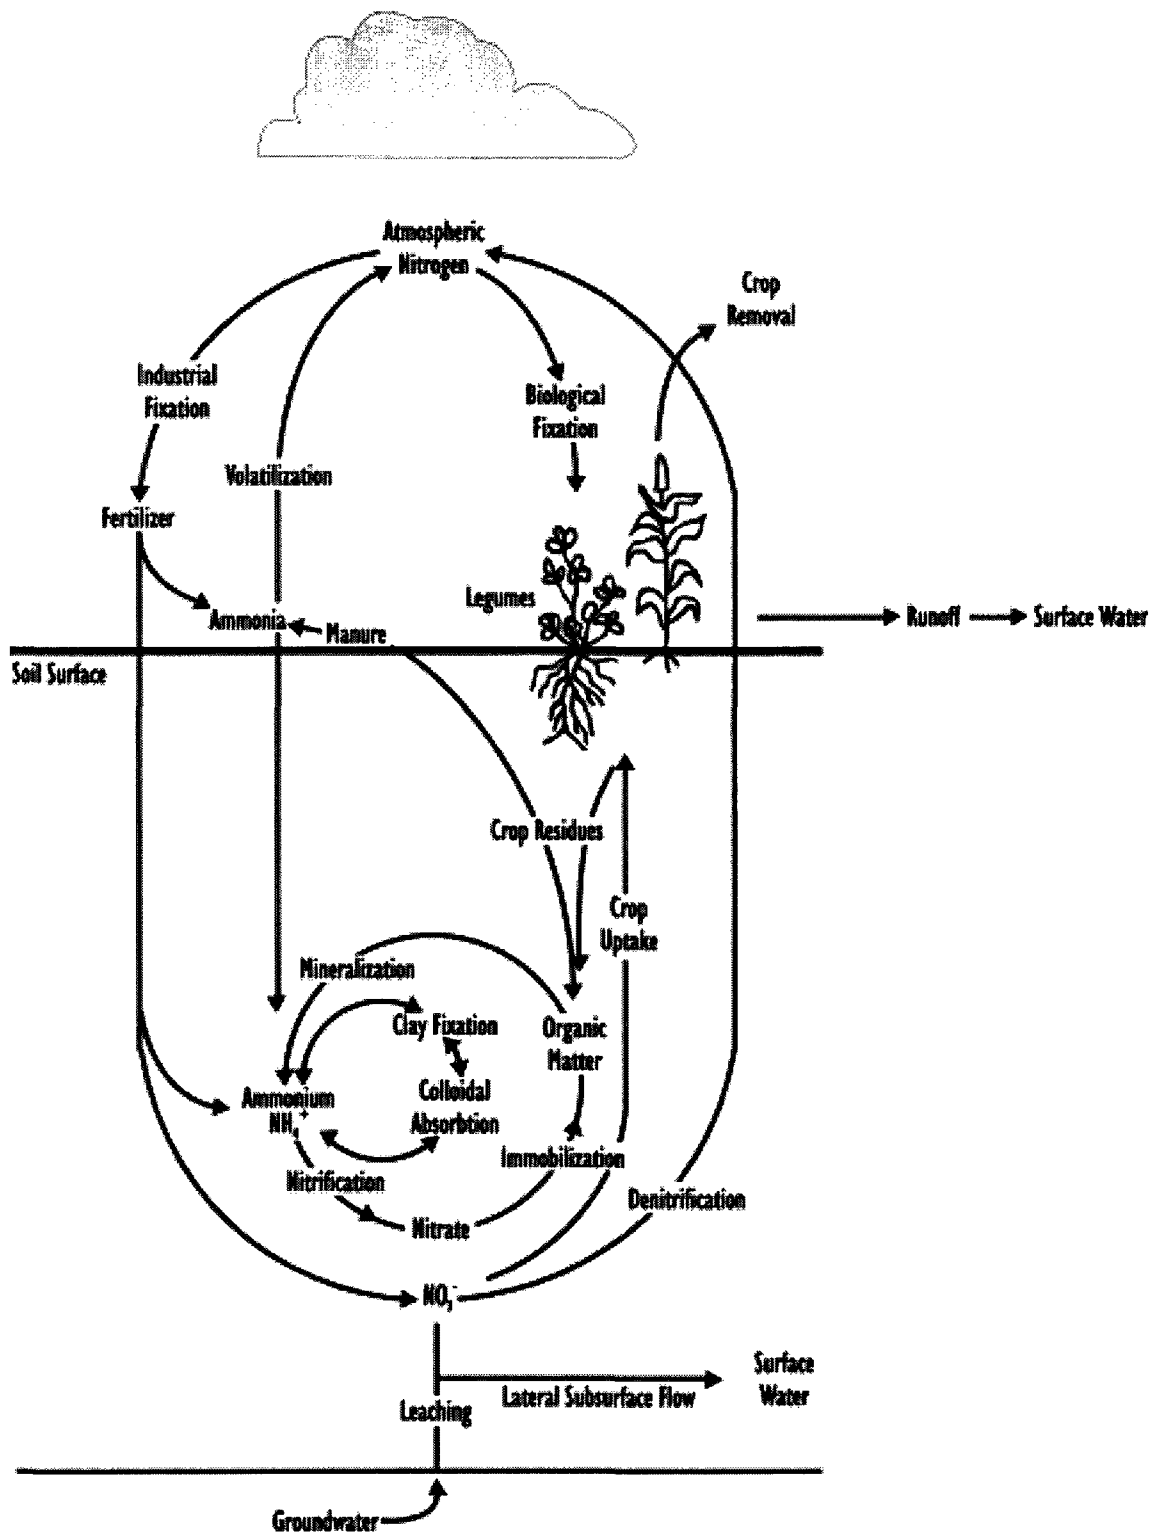 Atmospheric
Nitrogen
Crop
Removal
Industrial
Fixation
Biological
Fixation
Volatilization
Fertilizer
Legumes
Ammonia
Manure
Runoff
Surface Water
Soil Surface
Crop Residues
Crop
Uptake
Mineralization
Clay Fixation
Organic
Matter
Ammonium
NH4+
Colloidal
Absorbtion
Immobilization
Nitrification
Denitrification
Nitrate
NO3-
Surface
Water
Lateral Subsurface Flow
Leaching
Groundwater